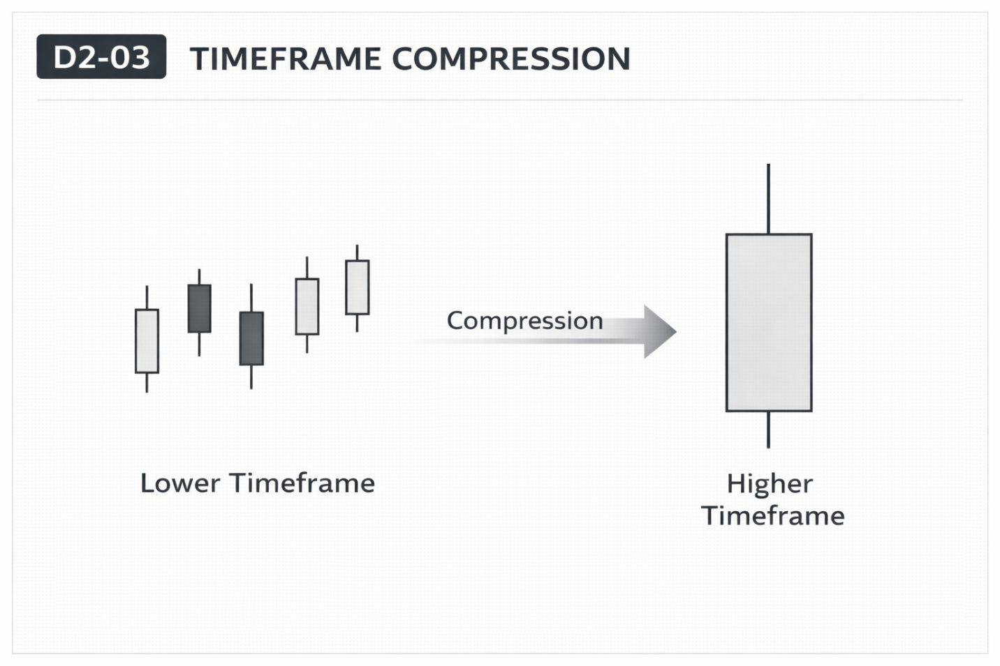 D2-03 TIMEFRAME COMPRESSION
Compression
Lower Timeframe
Higher
Timeframe